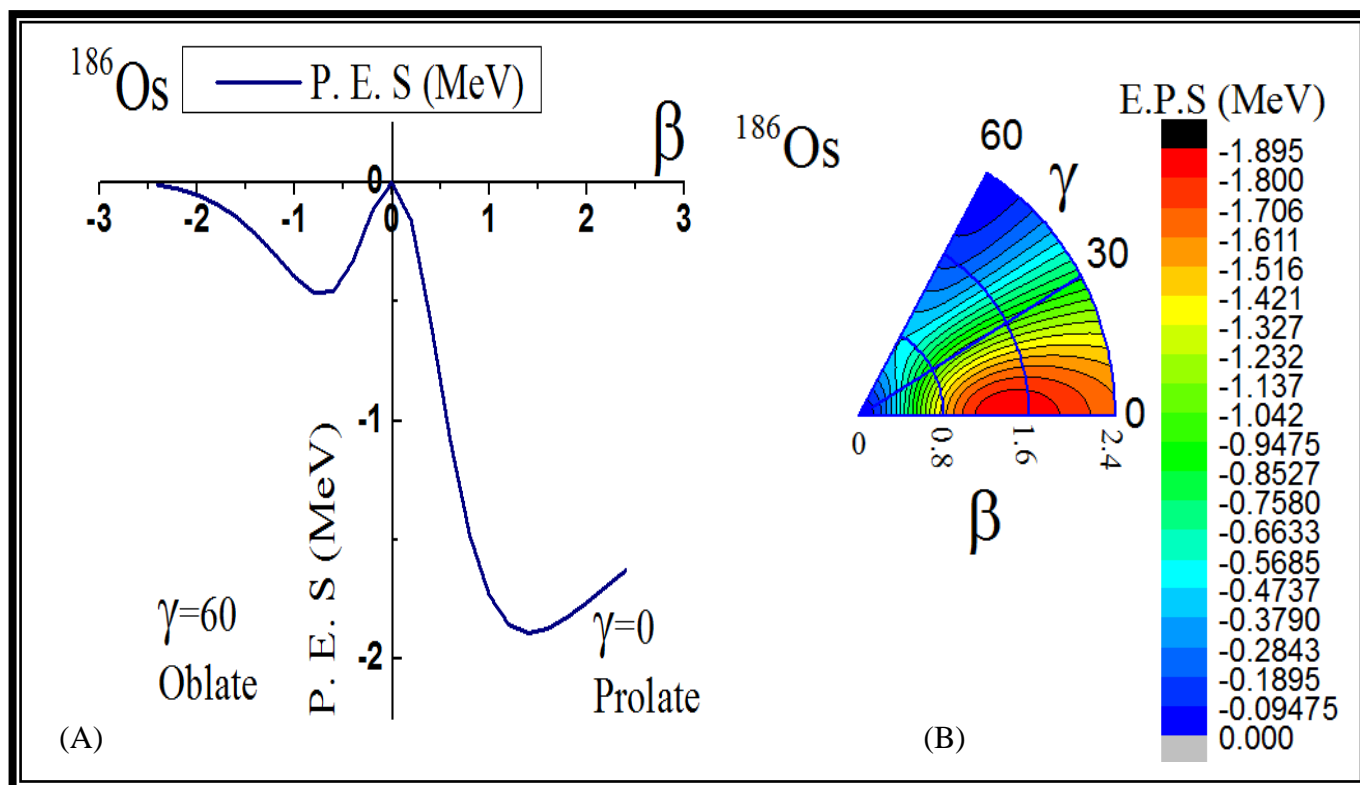 186Os
P. E. S (MeV)
β
0
-3 -2 -1 0 1 2 3
-1
-2
P. E. S (MeV)
γ=60
Oblate
γ=0
Prolate
(A)
186Os
60
γ
30
0
0 0.8 1.6 2.4
β
(B)
E.P.S (MeV)
-1.895
-1.800
-1.706
-1.611
-1.516
-1.421
-1.327
-1.232
-1.137
-1.042
-0.9475
-0.8527
-0.7580
-0.6633
-0.5685
-0.4737
-0.3790
-0.2843
-0.1895
-0.09475
0.000